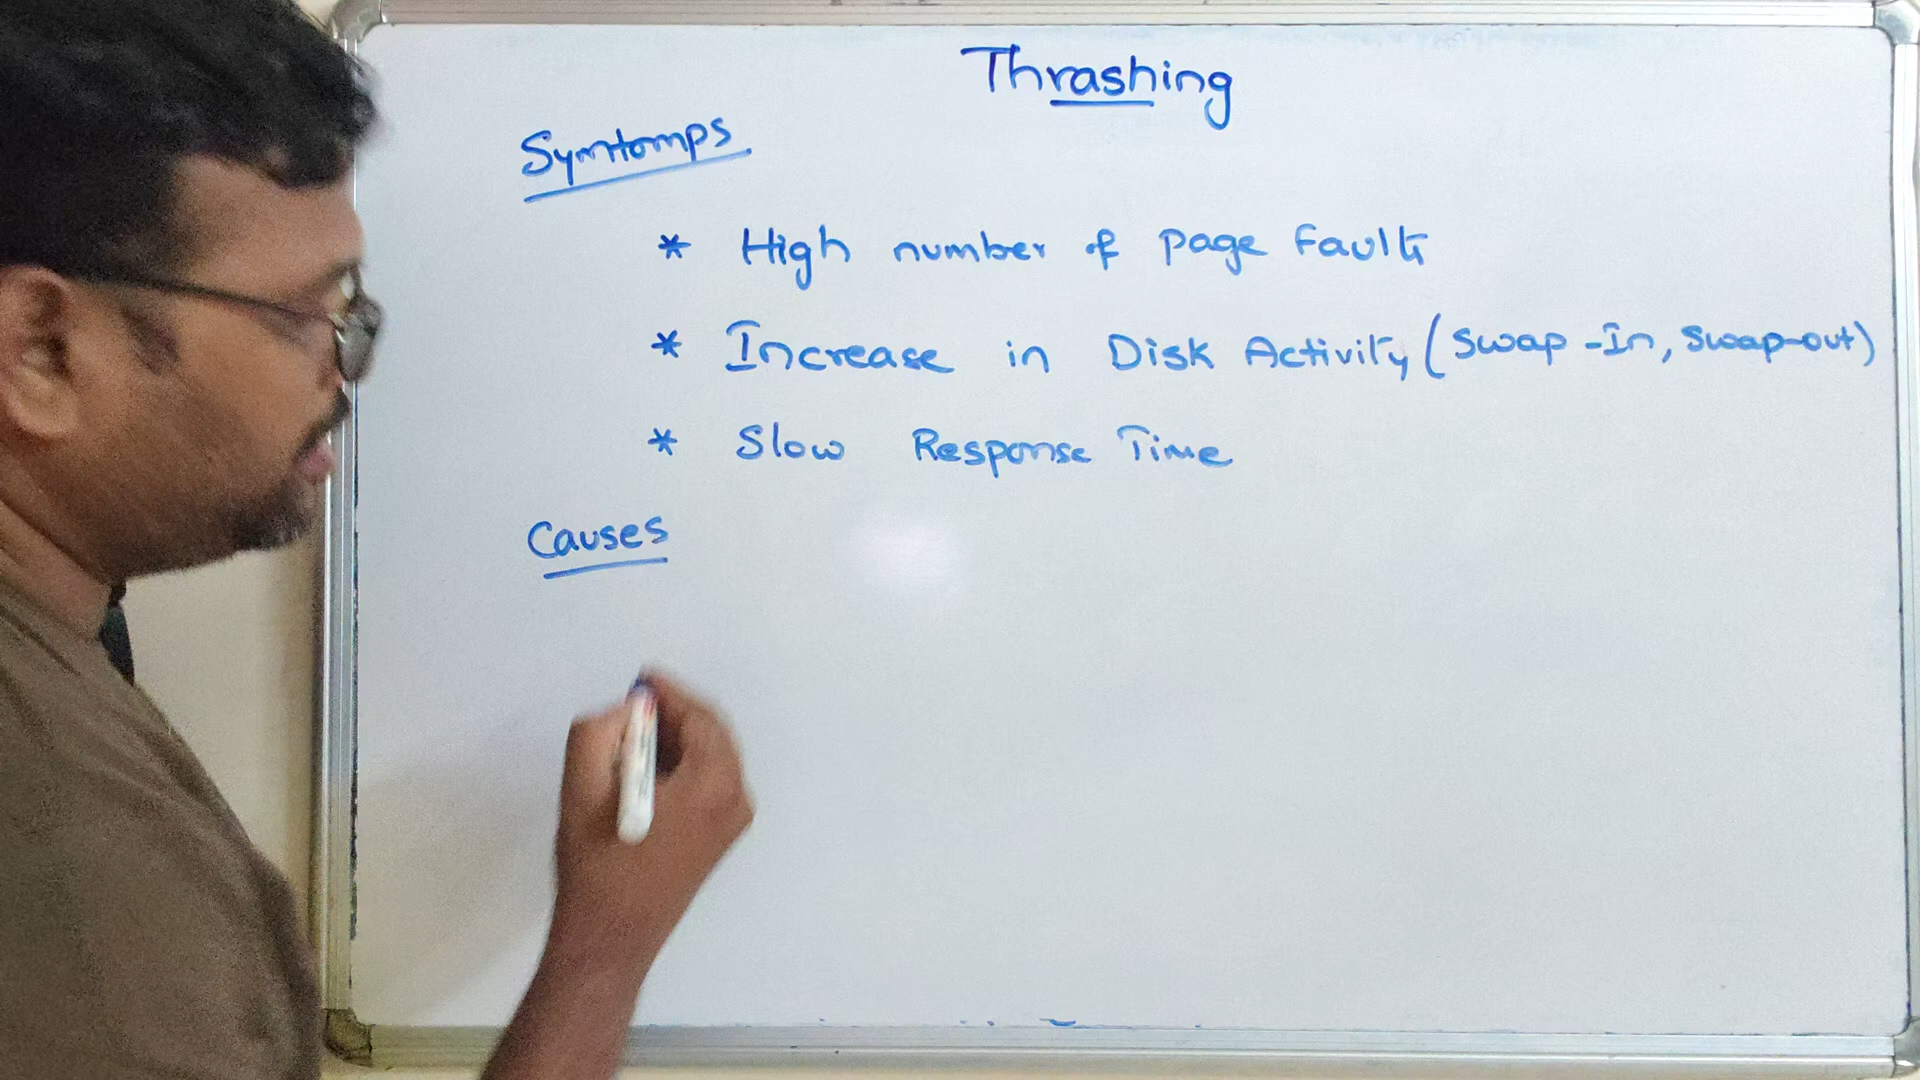 Thrashing
Symtomps
* High number of Page Faults
* Increase in Disk Activity (Swap-In, Swap-out)
* Slow Response Time
Causes